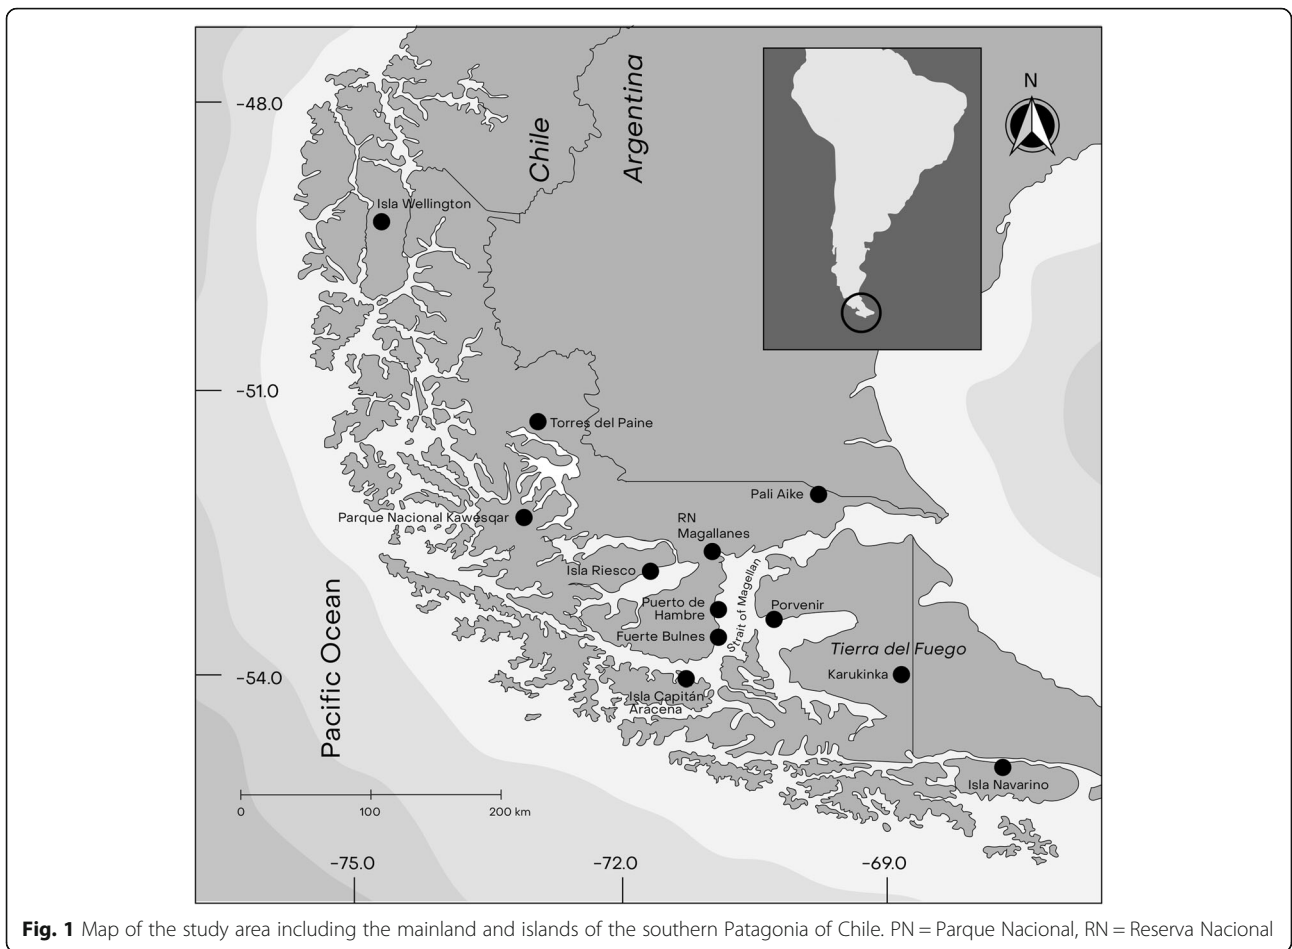 N
-48.0
Chile
Argentina
Isla Wellington
-51.0
Torres del Paine
Pali Aike
Parque Nacional Kawésqar
RN
Magallanes
Isla Riesco
Strait of Magellan
Puerto de
Hambre
Porvenir
Fuerte Bulnes
Tierra del Fuego
Pacific Ocean
-54.0
Karukinka
Isla Capitán
Aracena
Isla Navarino
0
100
200 km
-75.0
-72.0
-69.0
Fig. 1 Map of the study area including the mainland and islands of the southern Patagonia of Chile. PN = Parque Nacional, RN = Reserva Nacional